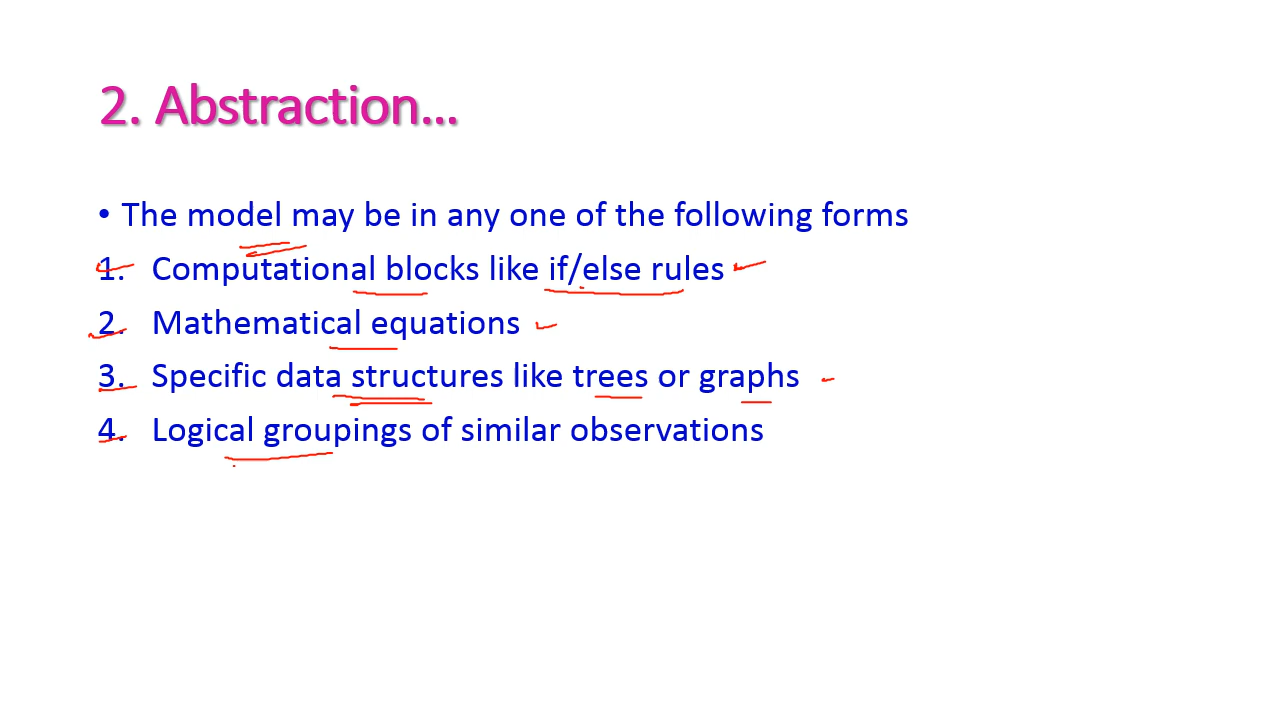 2. Abstraction...
• The model may be in any one of the following forms
1. Computational blocks like if/else rules
2. Mathematical equations
3. Specific data structures like trees or graphs
4. Logical groupings of similar observations